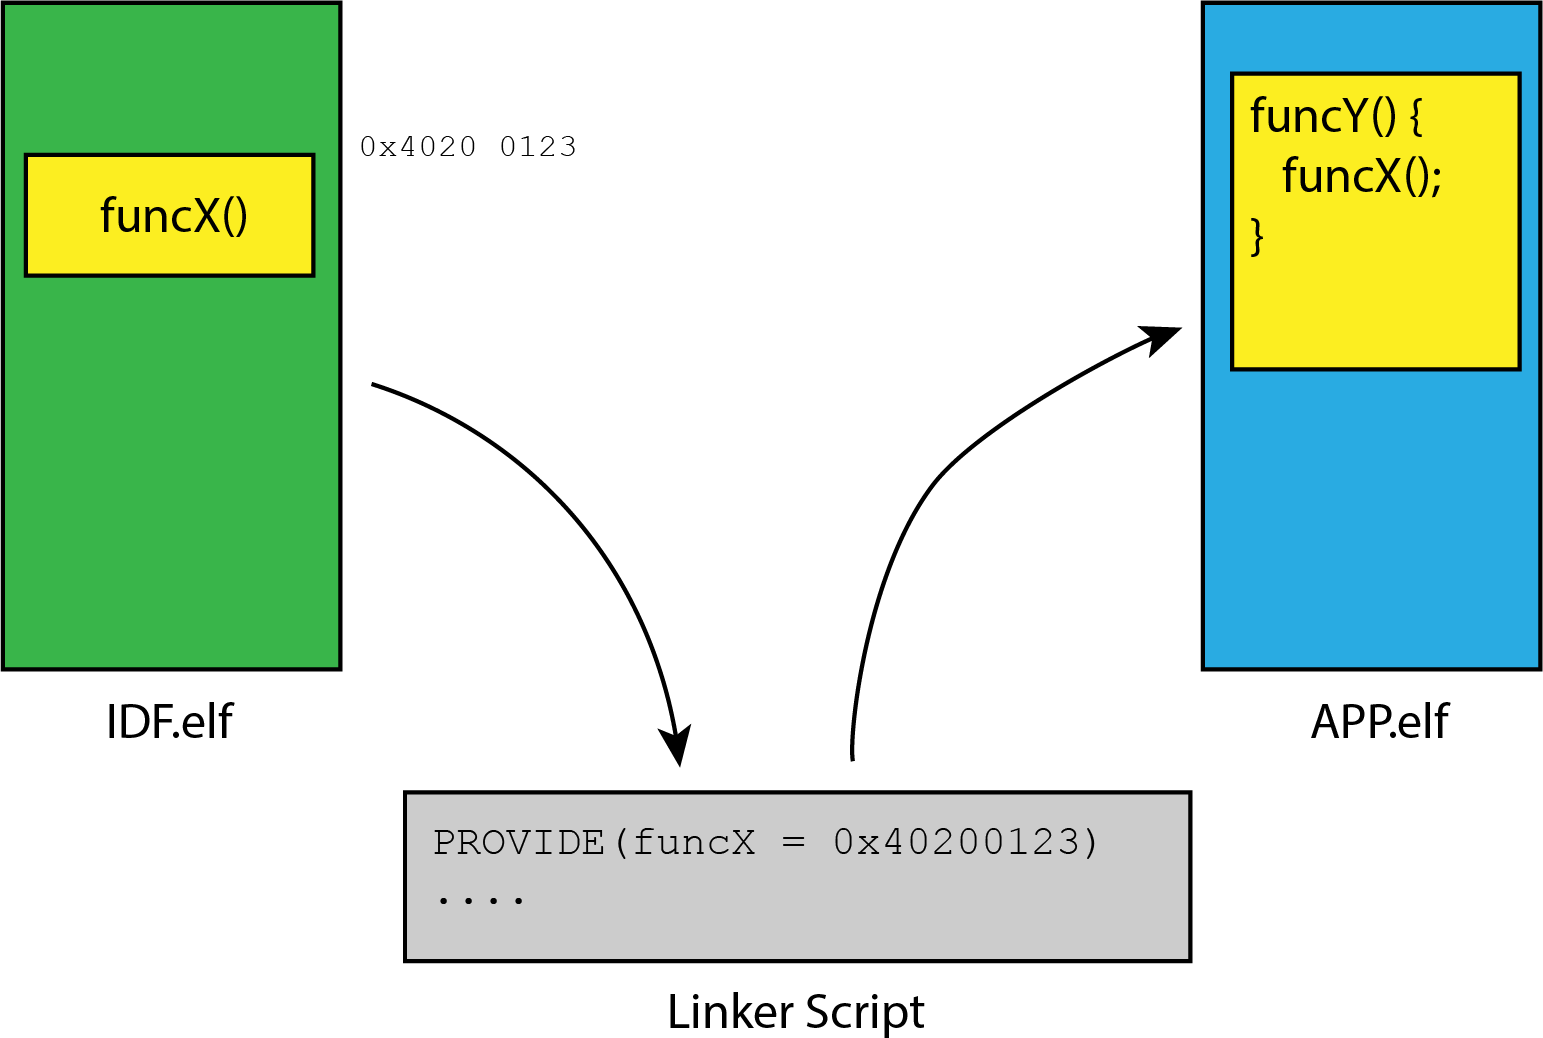 funcX()
0x4020 0123
IDF.elf
funcY() {
funcX();
}
APP.elf
PROVIDE(funcX = 0x40200123)
....
Linker Script